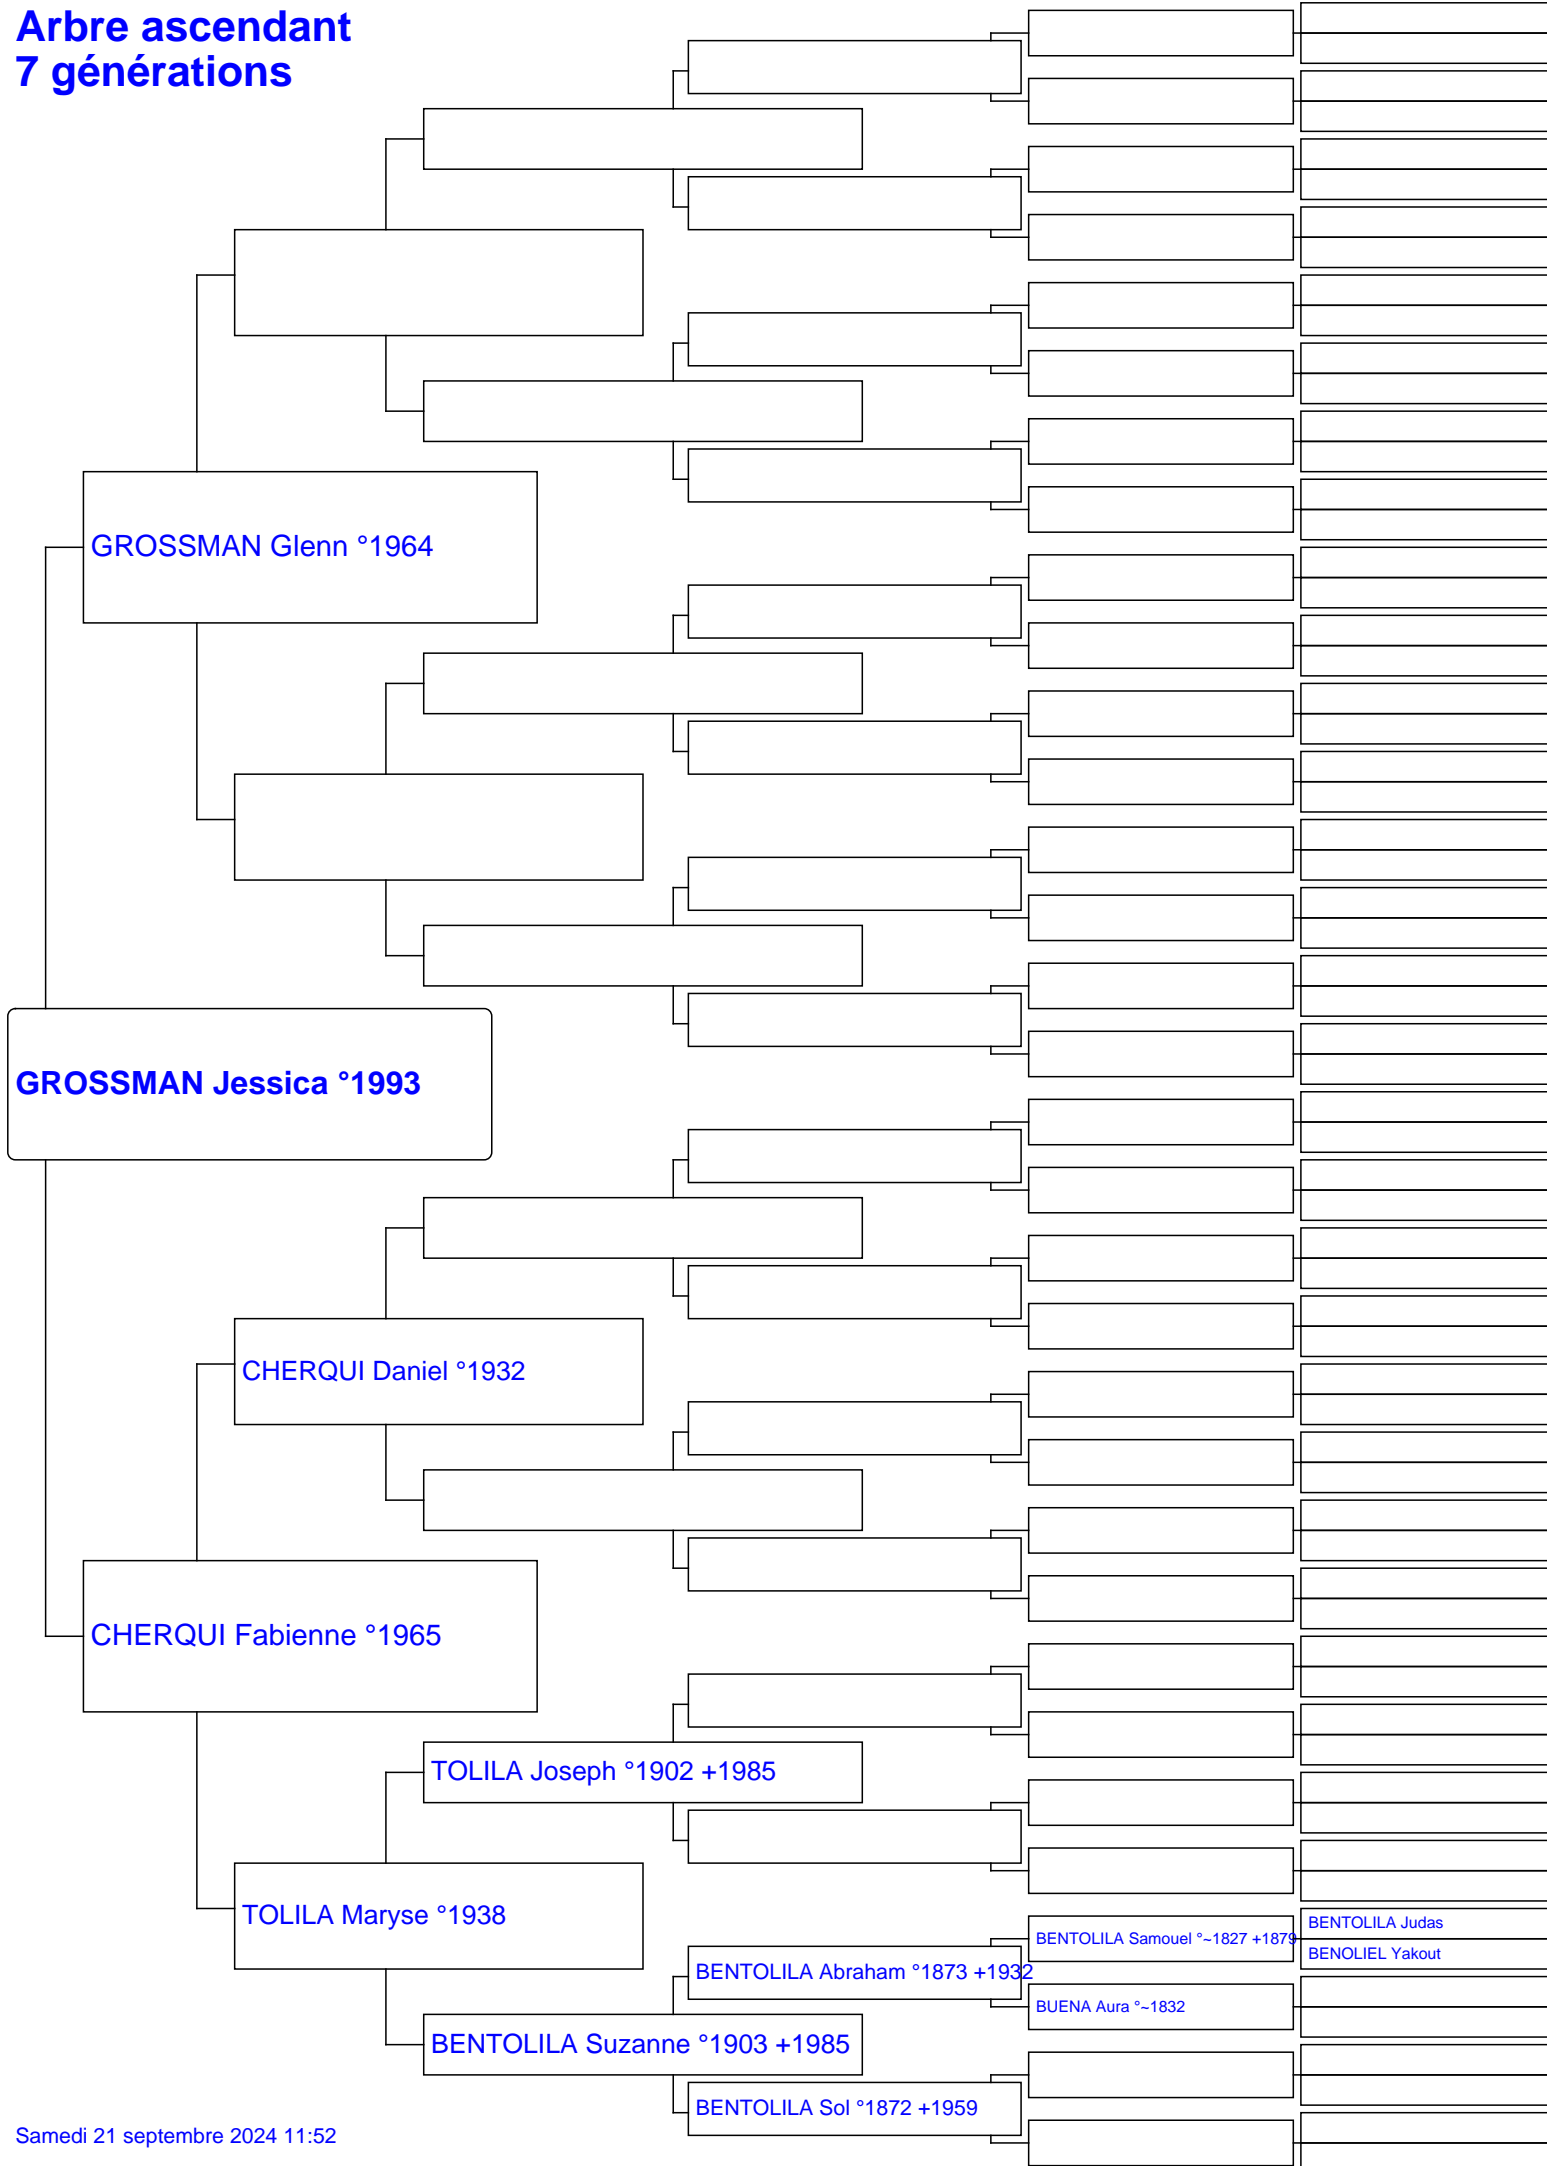 Arbre ascendant
7 générations
GROSSMAN Glenn °1964
GROSSMAN Jessica °1993
CHERQUI Daniel °1932
CHERQUI Fabienne °1965
TOLILA Joseph °1902 +1985
TOLILA Maryse °1938
BENTOLILA Judas
BENTOLILA Samouel °~1827 +1879
BENOLIEL Yakout
BENTOLILA Abraham °1873 +1932
BUENA Aura °~1832
BENTOLILA Suzanne °1903 +1985
BENTOLILA Sol °1872 +1959
Samedi 21 septembre 2024 11:52